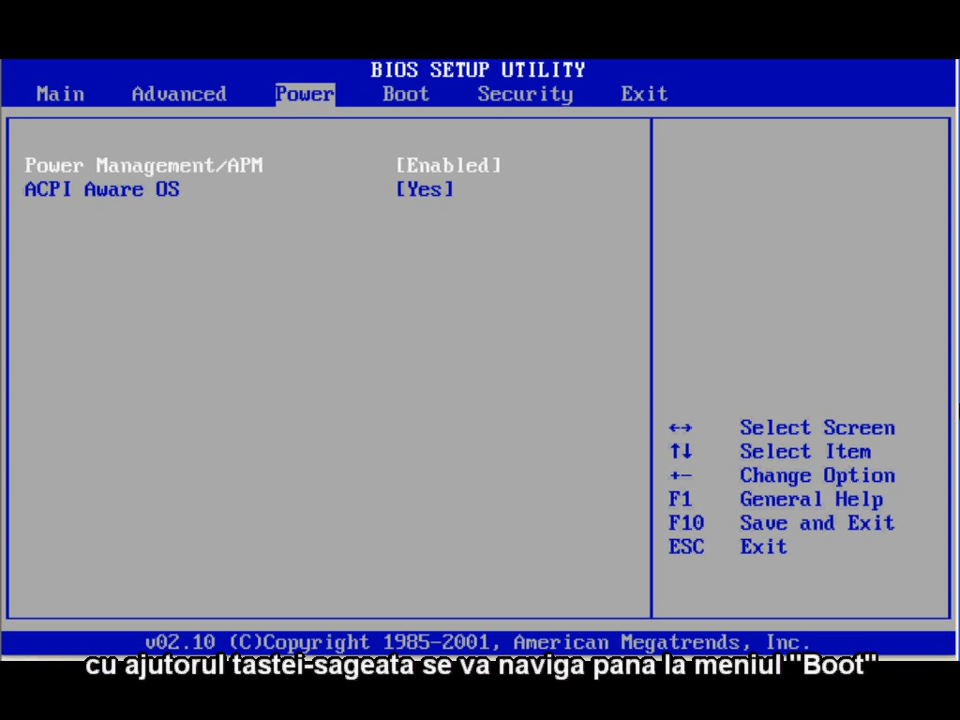 BIOS SETUP UTILITY
Main Advanced Power Boot Security Exit
Power Management/APM [Enabled]
ACPI Aware OS [Yes]
←→ Select Screen
↑↓ Select Item
+- Change Option
F1 General Help
F10 Save and Exit
ESC Exit
v02.10 (C)Copyright 1985-2001, American Megatrends, Inc.
cu ajutorul tastei-sageata se va naviga pana la meniul "Boot"